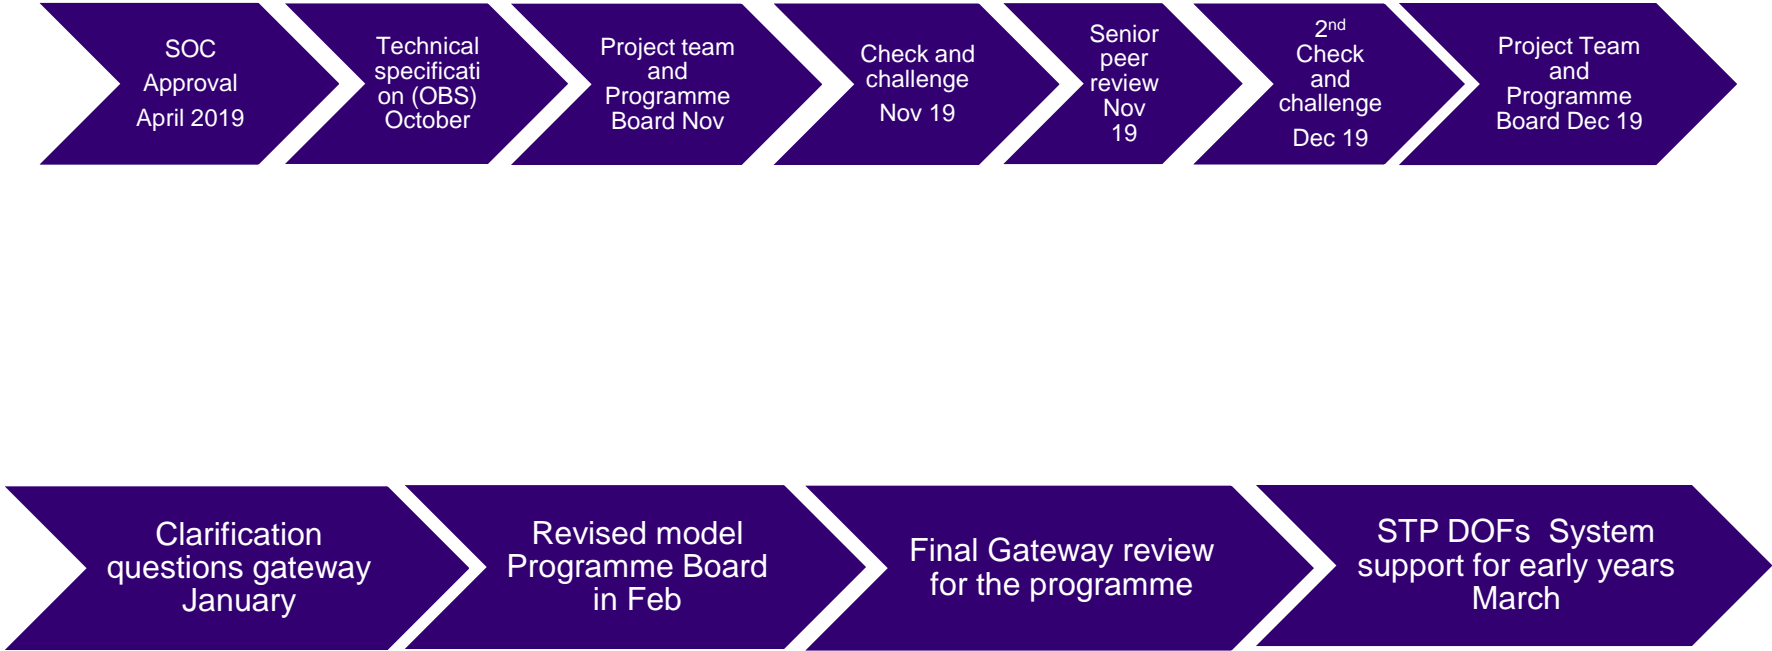 SOC
Approval
April 2019
Technical
specificati
on (OBS)
October
Project team
and
Programme
Board Nov
Check and
challenge
Nov 19
Senior
peer
review
Nov
19
2nd
Check
and
challenge
Dec 19
Project Team
and
Programme
Board Dec 19
Clarification
questions gateway
January
Revised model
Programme Board
in Feb
Final Gateway review
for the programme
STP DOFs  System
support for early years
March